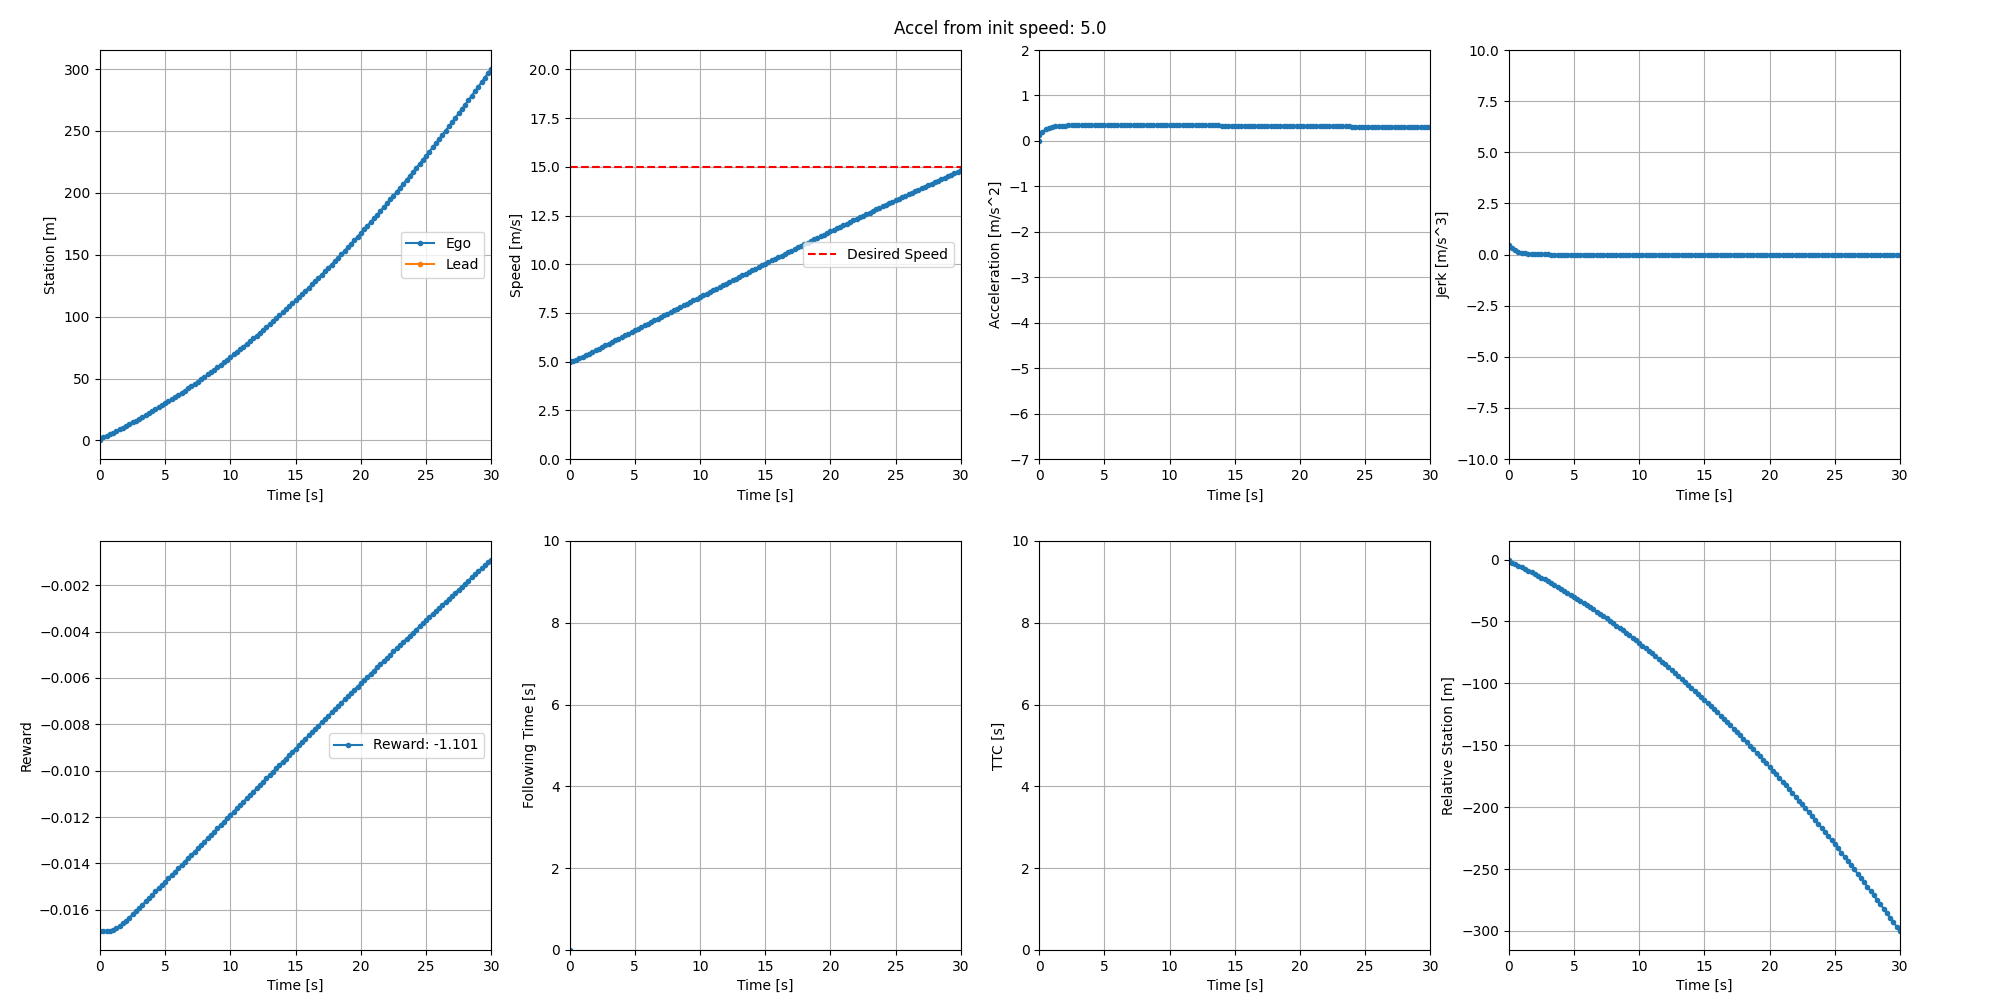 Accel from init speed: 5.0
300
250
200
150
100
50
0
Station [m]
Ego
Lead
0 5 10 15 20 25 30
Time [s]
20.0
17.5
15.0
12.5
10.0
7.5
5.0
2.5
0.0
Speed [m/s]
Desired Speed
0 5 10 15 20 25 30
Time [s]
2
1
0
−1
−2
−3
−4
−5
−6
−7
Acceleration [m/s^2]
0 5 10 15 20 25 30
Time [s]
10.0
7.5
5.0
2.5
0.0
−2.5
−5.0
−7.5
−10.0
Jerk [m/s^3]
0 5 10 15 20 25 30
Time [s]
−0.002
−0.004
−0.006
−0.008
−0.010
−0.012
−0.014
−0.016
Reward
Reward: -1.101
0 5 10 15 20 25 30
Time [s]
10
8
6
4
2
0
Following Time [s]
0 5 10 15 20 25 30
Time [s]
10
8
6
4
2
0
TTC [s]
0 5 10 15 20 25 30
Time [s]
0
−50
−100
−150
−200
−250
−300
Relative Station [m]
0 5 10 15 20 25 30
Time [s]